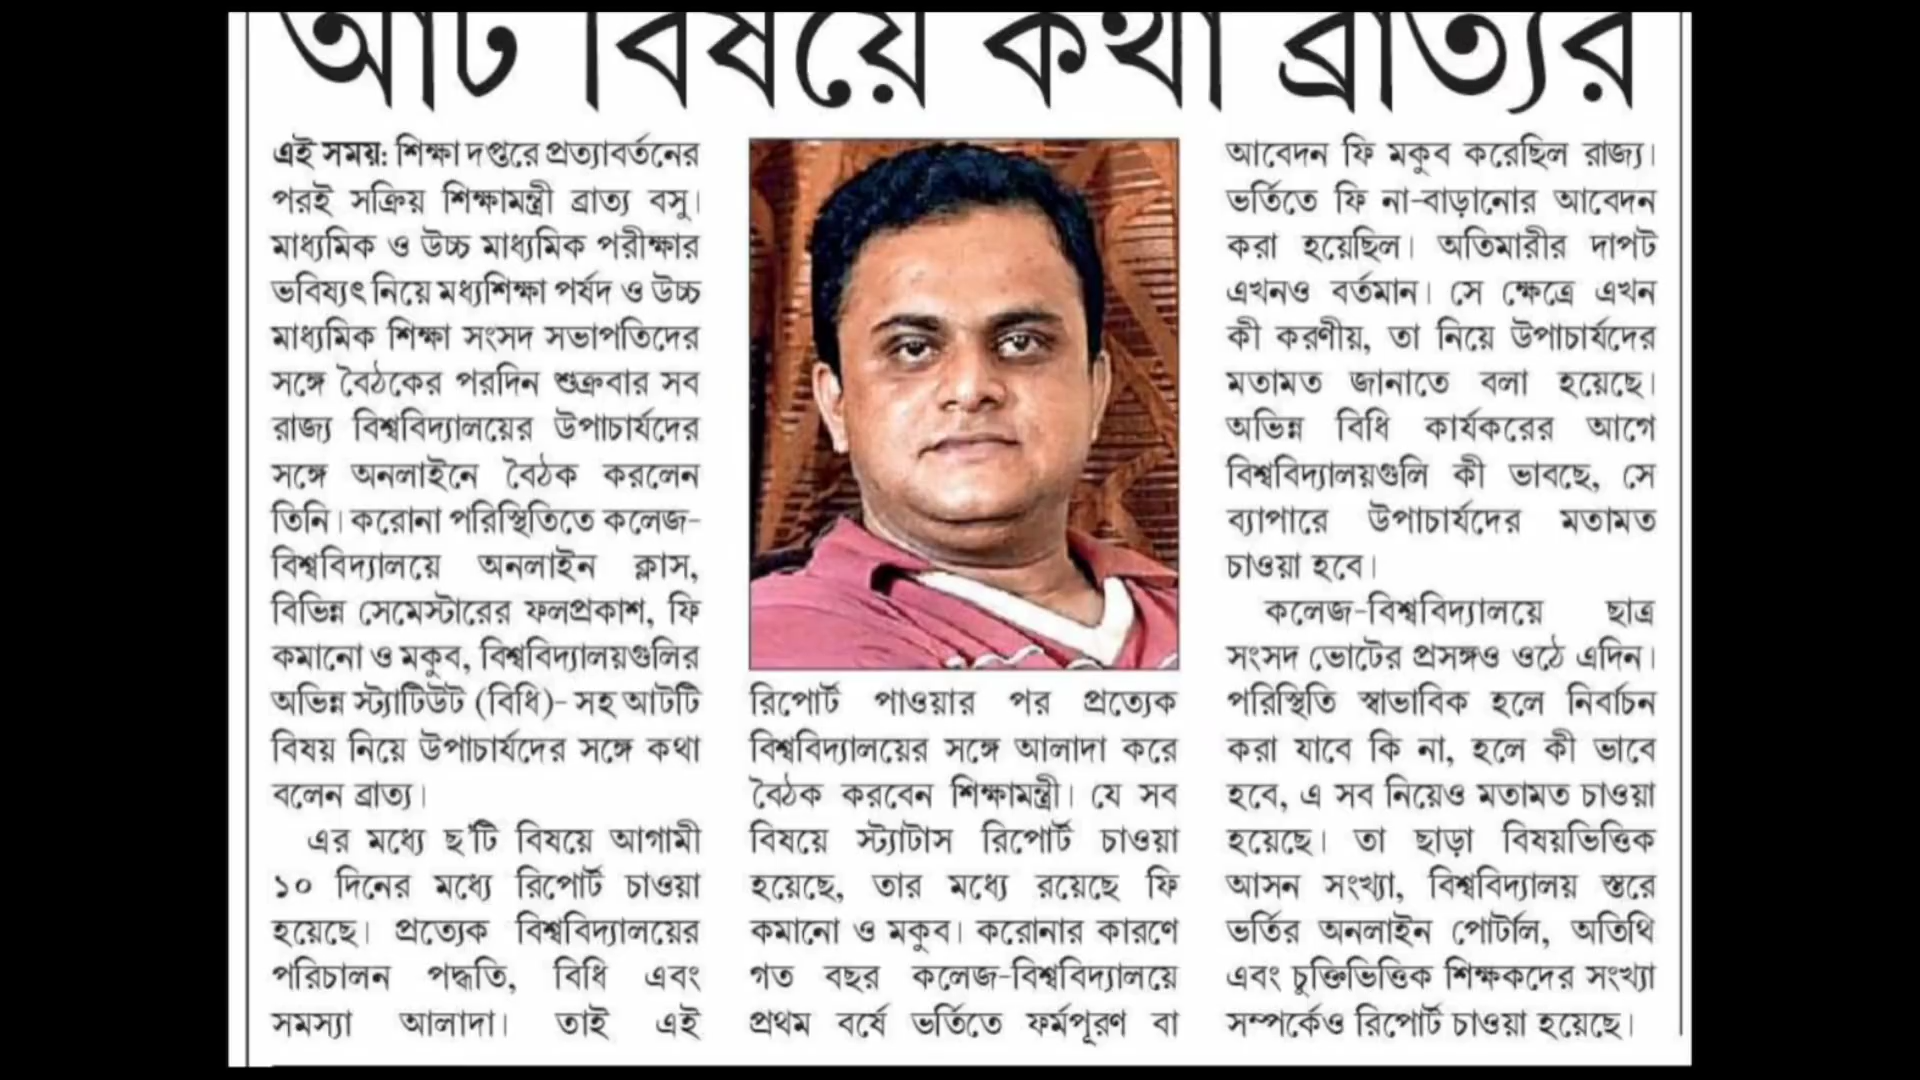 আট বিষয়ে কথা ব্রাত্যর
এই সময়: শিক্ষা দপ্তরে প্রত্যাবর্তনের
পরই সক্রিয় শিক্ষামন্ত্রী ব্রাত্য বসু।
মাধ্যমিক ও উচ্চ মাধ্যমিক পরীক্ষার
ভবিষ্যৎ নিয়ে মধ্যশিক্ষা পর্ষদ ও উচ্চ
মাধ্যমিক শিক্ষা সংসদ সভাপতিদের
সঙ্গে বৈঠকের পরদিন শুক্রবার সব
রাজ্য বিশ্ববিদ্যালয়ের উপাচার্যদের
সঙ্গে অনলাইনে বৈঠক করলেন
তিনি। করোনা পরিস্থিতিতে কলেজ-
বিশ্ববিদ্যালয়ে অনলাইন ক্লাস,
বিভিন্ন সেমেস্টারের ফলপ্রকাশ, ফি
কমানো ও মকুব, বিশ্ববিদ্যালয়গুলির
অভিন্ন স্ট্যাটিউট (বিধি)- সহ আটটি
বিষয় নিয়ে উপাচার্যদের সঙ্গে কথা
বলেন ব্রাত্য।
এর মধ্যে ছ'টি বিষয়ে আগামী
১০ দিনের মধ্যে রিপোর্ট চাওয়া
হয়েছে। প্রত্যেক বিশ্ববিদ্যালয়ের
পরিচালন পদ্ধতি, বিধি এবং
সমস্যা আলাদা। তাই এই
রিপোর্ট পাওয়ার পর প্রত্যেক
বিশ্ববিদ্যালয়ের সঙ্গে আলাদা করে
বৈঠক করবেন শিক্ষামন্ত্রী। যে সব
বিষয়ে স্ট্যাটাস রিপোর্ট চাওয়া
হয়েছে, তার মধ্যে রয়েছে ফি
কমানো ও মকুব। করোনার কারণে
গত বছর কলেজ-বিশ্ববিদ্যালয়ে
প্রথম বর্ষে ভর্তিতে ফর্মপূরণ বা
আবেদন ফি মকুব করেছিল রাজ্য।
ভর্তিতে ফি না-বাড়ানোর আবেদন
করা হয়েছিল। অতিমারীর দাপট
এখনও বর্তমান। সে ক্ষেত্রে এখন
কী করণীয়, তা নিয়ে উপাচার্যদের
মতামত জানাতে বলা হয়েছে।
অভিন্ন বিধি কার্যকরের আগে
বিশ্ববিদ্যালয়গুলি কী ভাবছে, সে
ব্যাপারে উপাচার্যদের মতামত
চাওয়া হবে।
কলেজ-বিশ্ববিদ্যালয়ে ছাত্র
সংসদ ভোটের প্রসঙ্গও ওঠে এদিন।
পরিস্থিতি স্বাভাবিক হলে নির্বাচন
করা যাবে কি না, হলে কী ভাবে
হবে, এ সব নিয়েও মতামত চাওয়া
হয়েছে। তা ছাড়া বিষয়ভিত্তিক
আসন সংখ্যা, বিশ্ববিদ্যালয় স্তরে
ভর্তির অনলাইন পোর্টাল, অতিথি
এবং চুক্তিভিত্তিক শিক্ষকদের সংখ্যা
সম্পর্কেও রিপোর্ট চাওয়া হয়েছে।